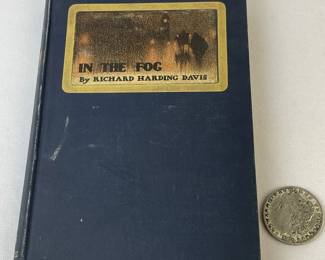 IN THE FOG
By RICHARD HARDING DAVIS